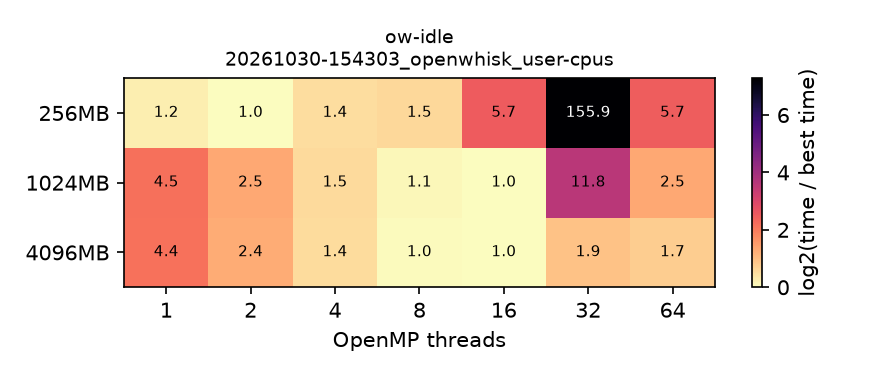 ow-idle
20261030-154303_openwhisk_user-cpus
256MB 1.2 1.0 1.4 1.5 5.7 155.9 5.7
1024MB 4.5 2.5 1.5 1.1 1.0 11.8 2.5
4096MB 4.4 2.4 1.4 1.0 1.0 1.9 1.7
1 2 4 8 16 32 64
OpenMP threads
6
4
2
0
log2(time / best time)